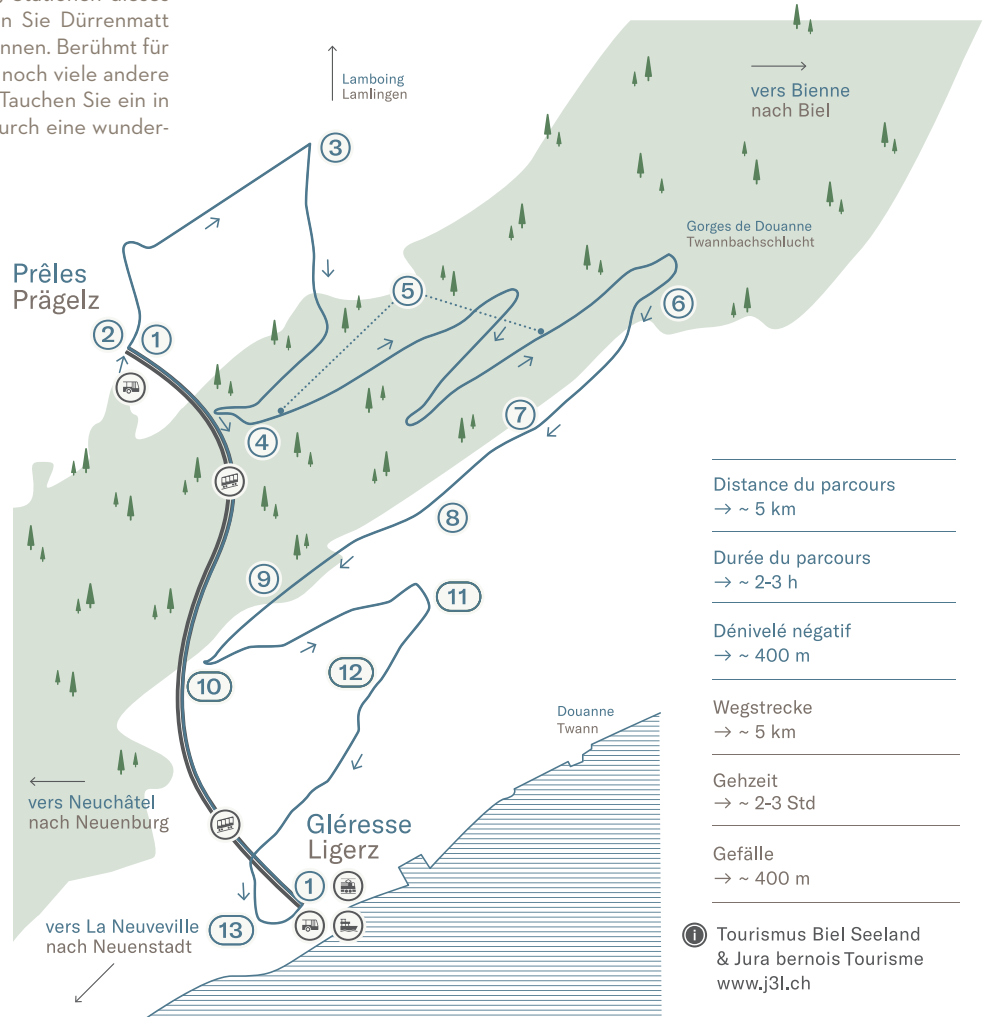 Stationen dieses
n Sie Dürrenmatt
nnen. Berühmt für
noch viele andere
Tauchen Sie ein in
urch eine wunder-
Lamboing
Lamlingen
vers Bienne
nach Biel
3
Gorges de Douanne
Twannbachschlucht
Prêles
Prägelz
5
6
2
1
7
4
8
9
11
12
10
Distance du parcours
→ ~ 5 km
Durée du parcours
→ ~ 2-3 h
Dénivelé négatif
→ ~ 400 m
Wegstrecke
→ ~ 5 km
Gehzeit
→ ~ 2-3 Std
Gefälle
→ ~ 400 m
Douanne
Twann
vers Neuchâtel
nach Neuenburg
Gléresse
Ligerz
1
13
vers La Neuveville
nach Neuenstadt
i Tourismus Biel Seeland
& Jura bernois Tourisme
www.j3l.ch